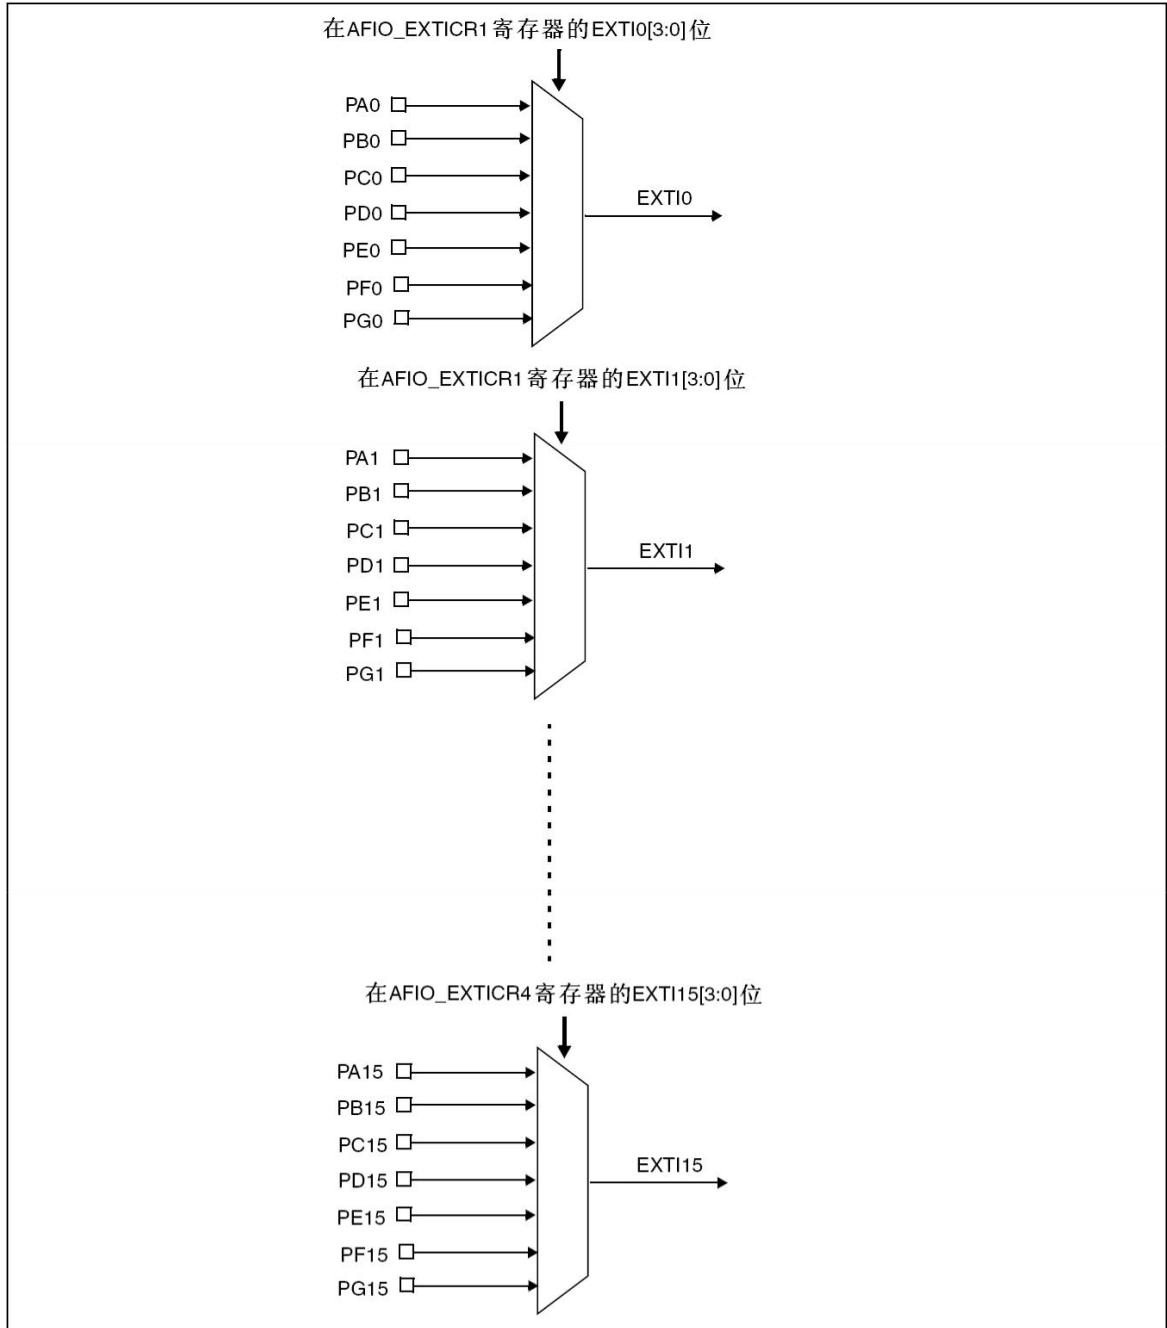 在AFIO_EXTICR1寄存器的EXTI0[3:0]位
PA0
PB0
PC0
PD0
EXTI0
PE0
PF0
PG0
在AFIO_EXTICR1寄存器的EXTI1[3:0]位
PA1
PB1
PC1
PD1
EXTI1
PE1
PF1
PG1
在AFIO_EXTICR4寄存器的EXTI15[3:0]位
PA15
PB15
PC15
PD15
EXTI15
PE15
PF15
PG15